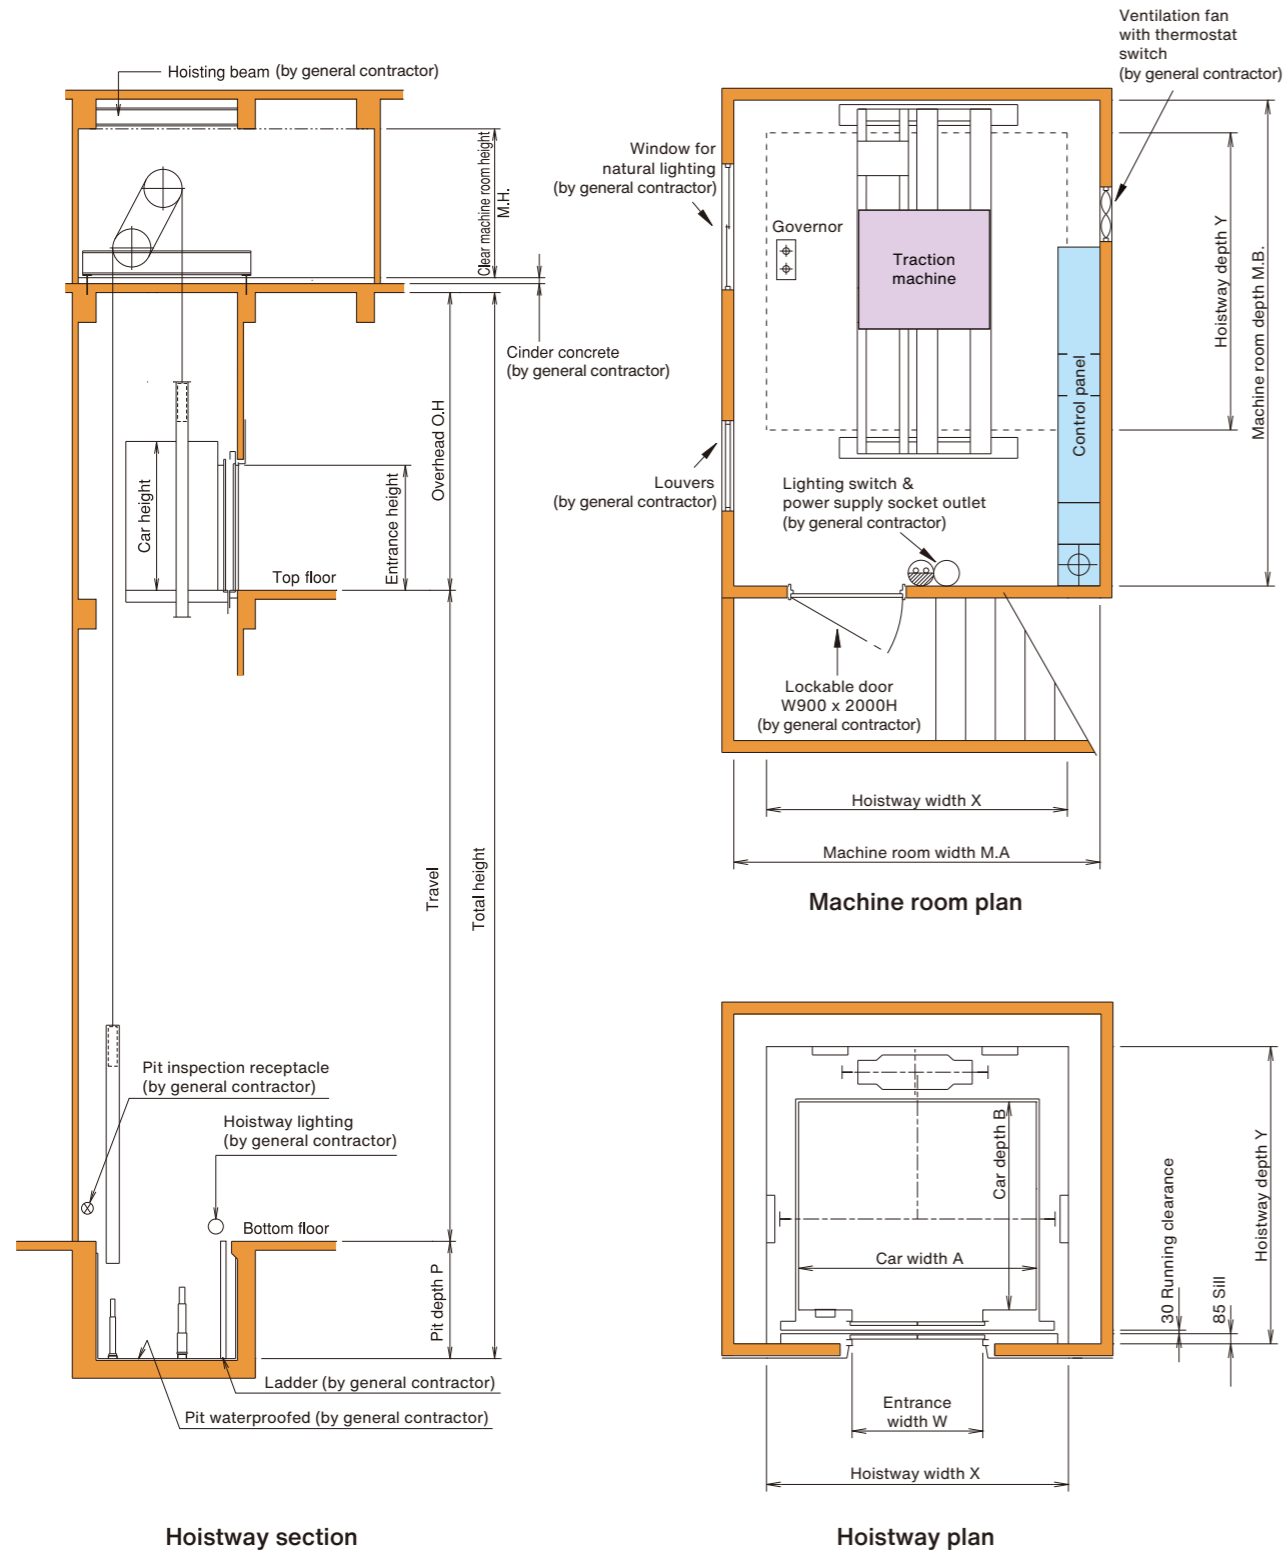 Hoisting beam (by general contractor)
Clear machine room height
M.H.
Cinder concrete
(by general contractor)
Overhead O.H
Car height
Entrance height
Top floor
Travel
Total height
Pit inspection receptacle
(by general contractor)
Hoistway lighting
(by general contractor)
Bottom floor
Pit depth P
Ladder (by general contractor)
Pit waterproofed (by general contractor)
Hoistway section
Ventilation fan
with thermostat
switch
(by general contractor)
Window for
natural lighting
(by general contractor)
Governor
Traction
machine
Hoistway depth Y
Machine room depth M.B.
Control panel
Louvers
(by general contractor)
Lighting switch &
power supply socket outlet
(by general contractor)
Lockable door
W900 x 2000H
(by general contractor)
Hoistway width X
Machine room width M.A
Machine room plan
Car depth B
Car width A
30 Running clearance
85 Sill
Hoistway depth Y
Entrance
width W
Hoistway width X
Hoistway plan